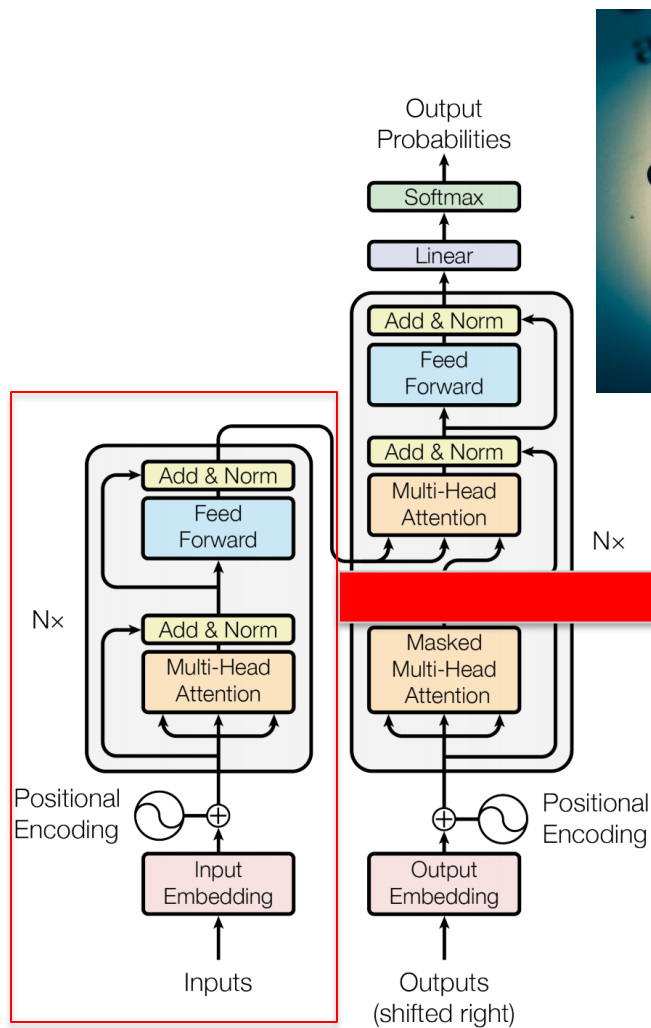 Output
Probabilities
Softmax
Linear
Add & Norm
Feed
Forward
Add & Norm
Multi-Head
Attention
Nx
Masked
Multi-Head
Attention
Positional
Encoding
Output
Embedding
Outputs
(shifted right)
Add & Norm
Feed
Forward
Nx
Add & Norm
Multi-Head
Attention
Positional
Encoding
Input
Embedding
Inputs